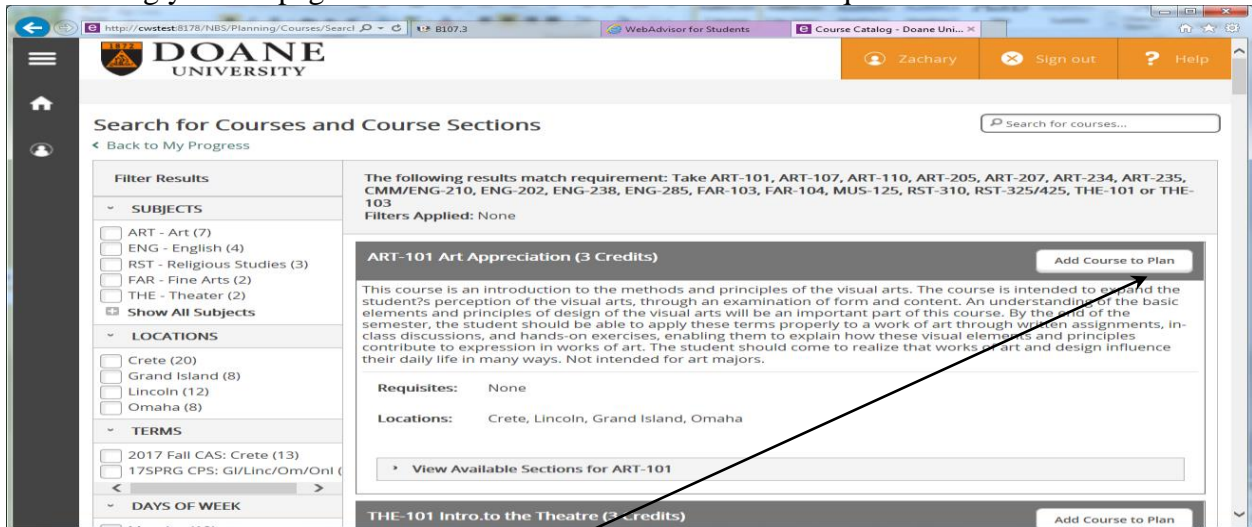 http://cwstest:8178/NBS/Planning/Courses/Searcl
B107.3
WebAdvisor for Students
Course Catalog - Doane Uni...
1872
DOANE
UNIVERSITY
Zachary
Sign out
? Help
Search for Courses and Course Sections
Search for courses...
Back to My Progress
Filter Results
SUBJECTS
ART - Art (7)
ENG - English (4)
RST - Religious Studies (3)
FAR - Fine Arts (2)
THE - Theater (2)
Show All Subjects
LOCATIONS
Crete (20)
Grand Island (8)
Lincoln (12)
Omaha (8)
TERMS
2017 Fall CAS: Crete (13)
17SPRG CPS: GI/Linc/Om/Onl (
DAYS OF WEEK
The following results match requirement: Take ART-101, ART-107, ART-110, ART-205, ART-207, ART-234, ART-235,
CMM/ENG-210, ENG-202, ENG-238, ENG-285, FAR-103, FAR-104, MUS-125, RST-310, RST-325/425, THE-101 or THE-
103
Filters Applied: None
ART-101 Art Appreciation (3 Credits)
Add Course to Plan
This course is an introduction to the methods and principles of the visual arts. The course is intended to expand the
student?s perception of the visual arts, through an examination of form and content. An understanding of the basic
elements and principles of design of the visual arts will be an important part of this course. By the end of the
semester, the student should be able to apply these terms properly to a work of art through written assignments, in-
class discussions, and hands-on exercises, enabling them to explain how these visual elements and principles
contribute to expression in works of art. The student should come to realize that works of art and design influence
their daily life in many ways. Not intended for art majors.
Requisites: None
Locations: Crete, Lincoln, Grand Island, Omaha
View Available Sections for ART-101
THE-101 Intro.to the Theatre (3 Credits)
Add Course to Plan